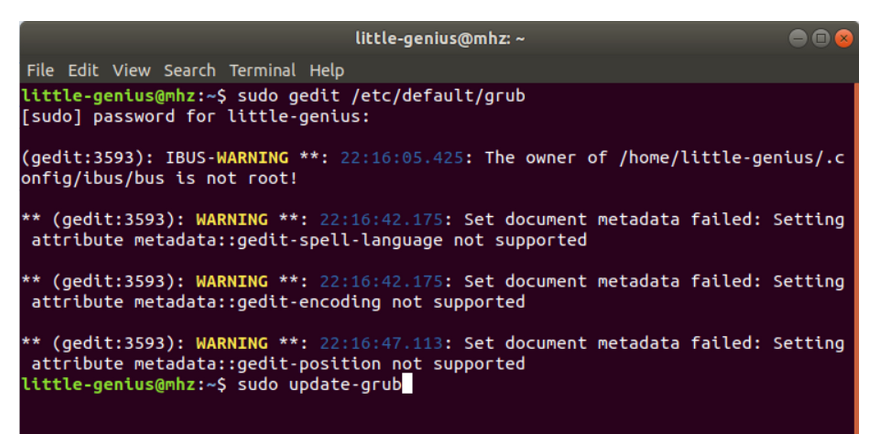 little-genius@mhz: ~
File Edit View Search Terminal Help
little-genius@mhz:~$ sudo gedit /etc/default/grub
[sudo] password for little-genius:
(gedit:3593): IBUS-WARNING **: 22:16:05.425: The owner of /home/little-genius/.c
onfig/ibus/bus is not root!
** (gedit:3593): WARNING **: 22:16:42.175: Set document metadata failed: Setting
attribute metadata::gedit-spell-language not supported
** (gedit:3593): WARNING **: 22:16:42.175: Set document metadata failed: Setting
attribute metadata::gedit-encoding not supported
** (gedit:3593): WARNING **: 22:16:47.113: Set document metadata failed: Setting
attribute metadata::gedit-position not supported
little-genius@mhz:~$ sudo update-grub